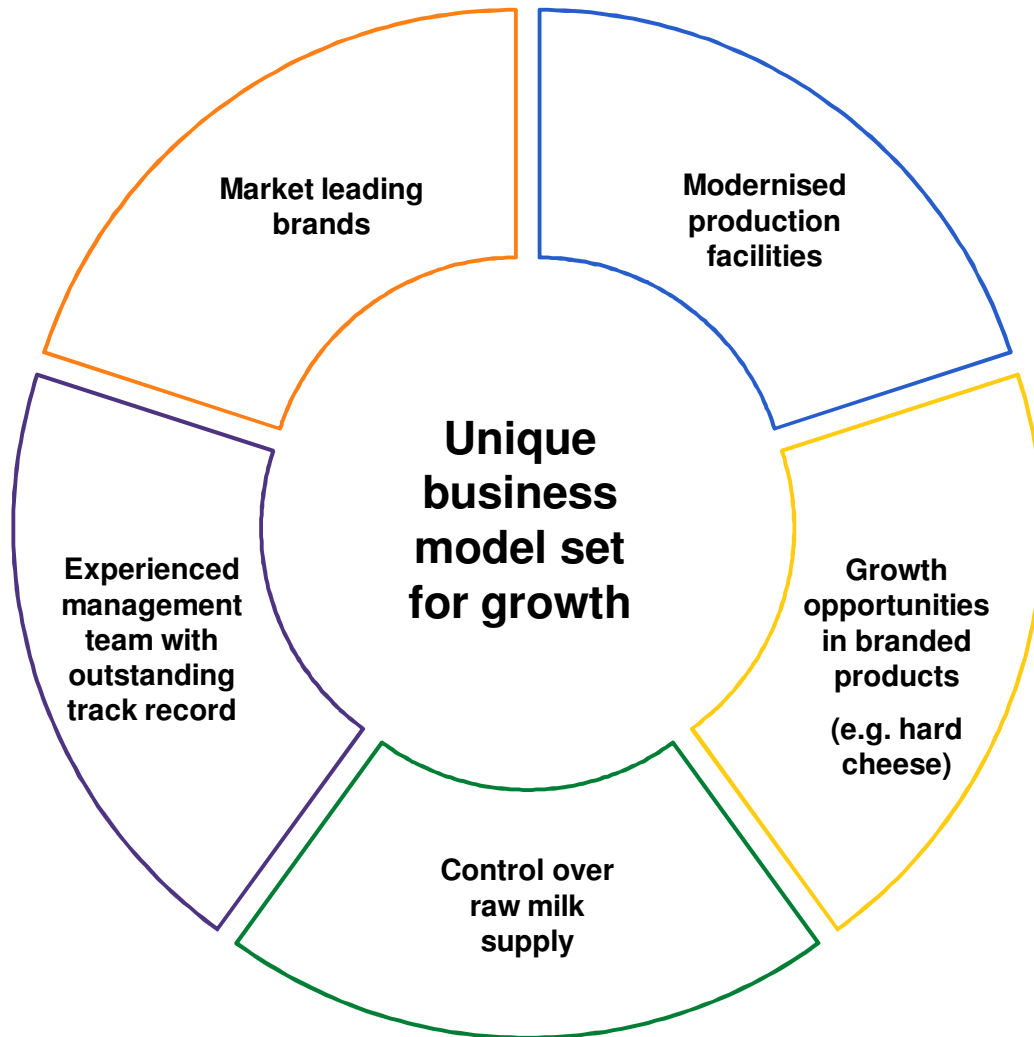 Market leading
brands
Modernised
production
facilities
Unique
business
model set
for growth
Experienced
management
team with
outstanding
track record
Growth
opportunities
in branded
products
(e.g. hard
cheese)
Control over
raw milk
supply